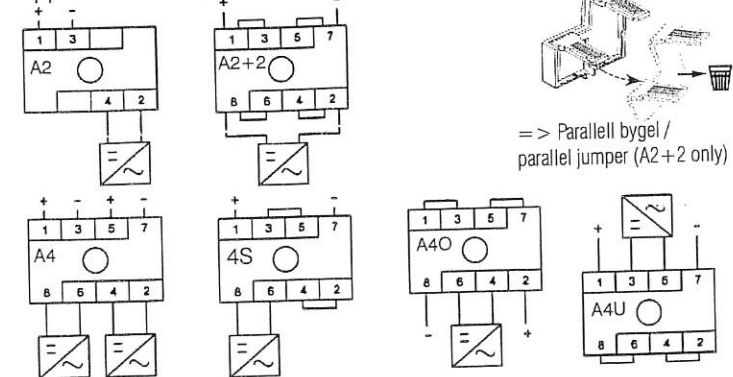 + -
1 3
A2
4 2
= ~
+ -
1 3 5 7
A2+2
8 6 4 2
= ~
= > Parallell bygel /
parallel jumper (A2+2 only)
+ - + -
1 3 5 7
A4
8 6 4 2
= ~ = ~
+ -
1 3 5 7
4S
8 6 4 2
= ~
1 3 5 7
A4O
8 6 4 2
- +
= ~
= ~
+ -
1 3 5 7
A4U
8 6 4 2